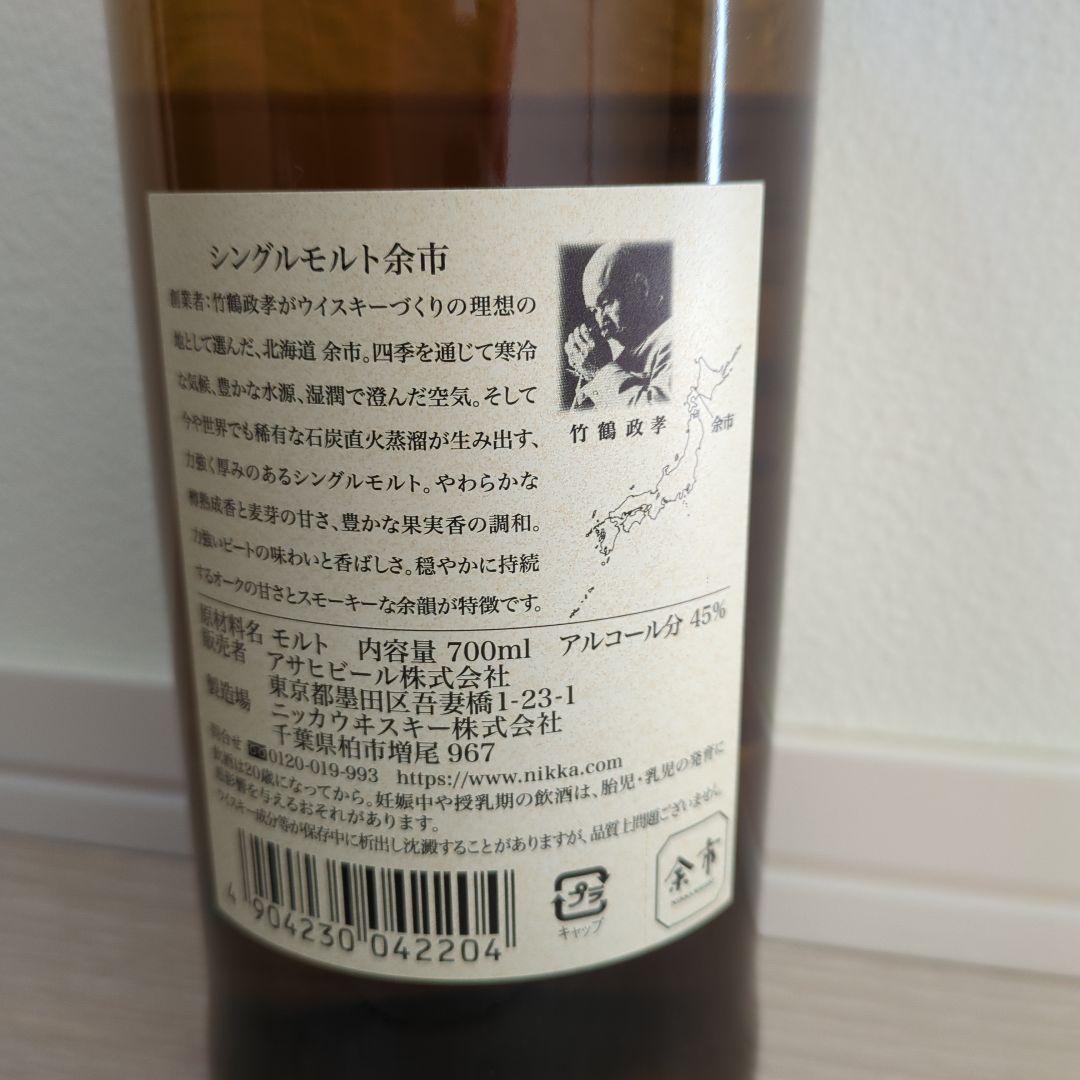 シングルモルト余市
創業者:竹鶴政孝がウイスキーづくりの理想の
地として選んだ、北海道 余市。四季を通じて寒冷
な気候、豊かな水源、湿潤で澄んだ空気。そして
今や世界でも稀有な石炭直火蒸溜が生み出す、
力強く厚みのあるシングルモルト。やわらかな
樽熟成香と麦芽の甘さ、豊かな果実香の調和。
力強いピートの味わいと香ばしさ。穏やかに持続
するオークの甘さとスモーキーな余韻が特徴です。
竹鶴政孝
余市
原材料名 モルト 内容量 700ml アルコール分 45%
販売者 アサヒビール株式会社
東京都墨田区吾妻橋1-23-1
製造場 ニッカウヰスキー株式会社
千葉県柏市増尾 967
問合せ 0120-019-993 https://www.nikka.com
飲酒は20歳になってから。妊娠中や授乳期の飲酒は、胎児・乳児の発育に
悪影響を与えるおそれがあります。
ウイスキー成分等が保存中に析出し沈澱することがありますが、品質上問題ございません。
4 904230 042204
プラ
キャップ
余市